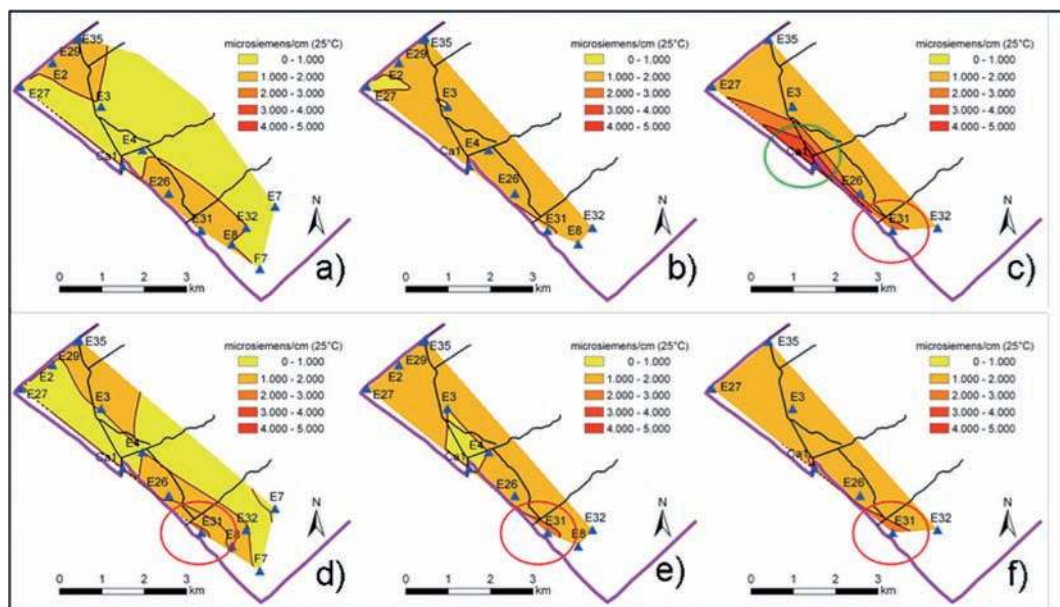 microsiemens/cm (25°C)
0 - 1.000
1.000 - 2.000
2.000 - 3.000
3.000 - 4.000
4.000 - 5.000
E35
E29
E2
E27
E3
E4
Ca1
E26
E7
E31
E32
E8
F7
N
0 1 2 3
km
a)
microsiemens/cm (25°C)
0 - 1.000
1.000 - 2.000
2.000 - 3.000
3.000 - 4.000
4.000 - 5.000
E35
E29
E2
E27
E3
E4
Ca1
E26
E31
E32
E8
N
0 1 2 3
km
b)
microsiemens/cm (25°C)
0 - 1.000
1.000 - 2.000
2.000 - 3.000
3.000 - 4.000
4.000 - 5.000
E35
E27
E3
Ca1
E26
E31
E32
N
0 1 2 3
km
c)
microsiemens/cm (25°C)
0 - 1.000
1.000 - 2.000
2.000 - 3.000
3.000 - 4.000
4.000 - 5.000
E35
E29
E2
E27
E3
E4
Ca1
E26
E7
E31
E32
E8
F7
N
0 1 2 3
km
d)
microsiemens/cm (25°C)
0 - 1.000
1.000 - 2.000
2.000 - 3.000
3.000 - 4.000
4.000 - 5.000
E35
E29
E2
E27
E3
E4
Ca1
E26
E31
E32
E8
N
0 1 2 3
km
e)
microsiemens/cm (25°C)
0 - 1.000
1.000 - 2.000
2.000 - 3.000
3.000 - 4.000
4.000 - 5.000
E35
E27
E3
Ca1
E26
E31
E32
N
0 1 2 3
km
f)